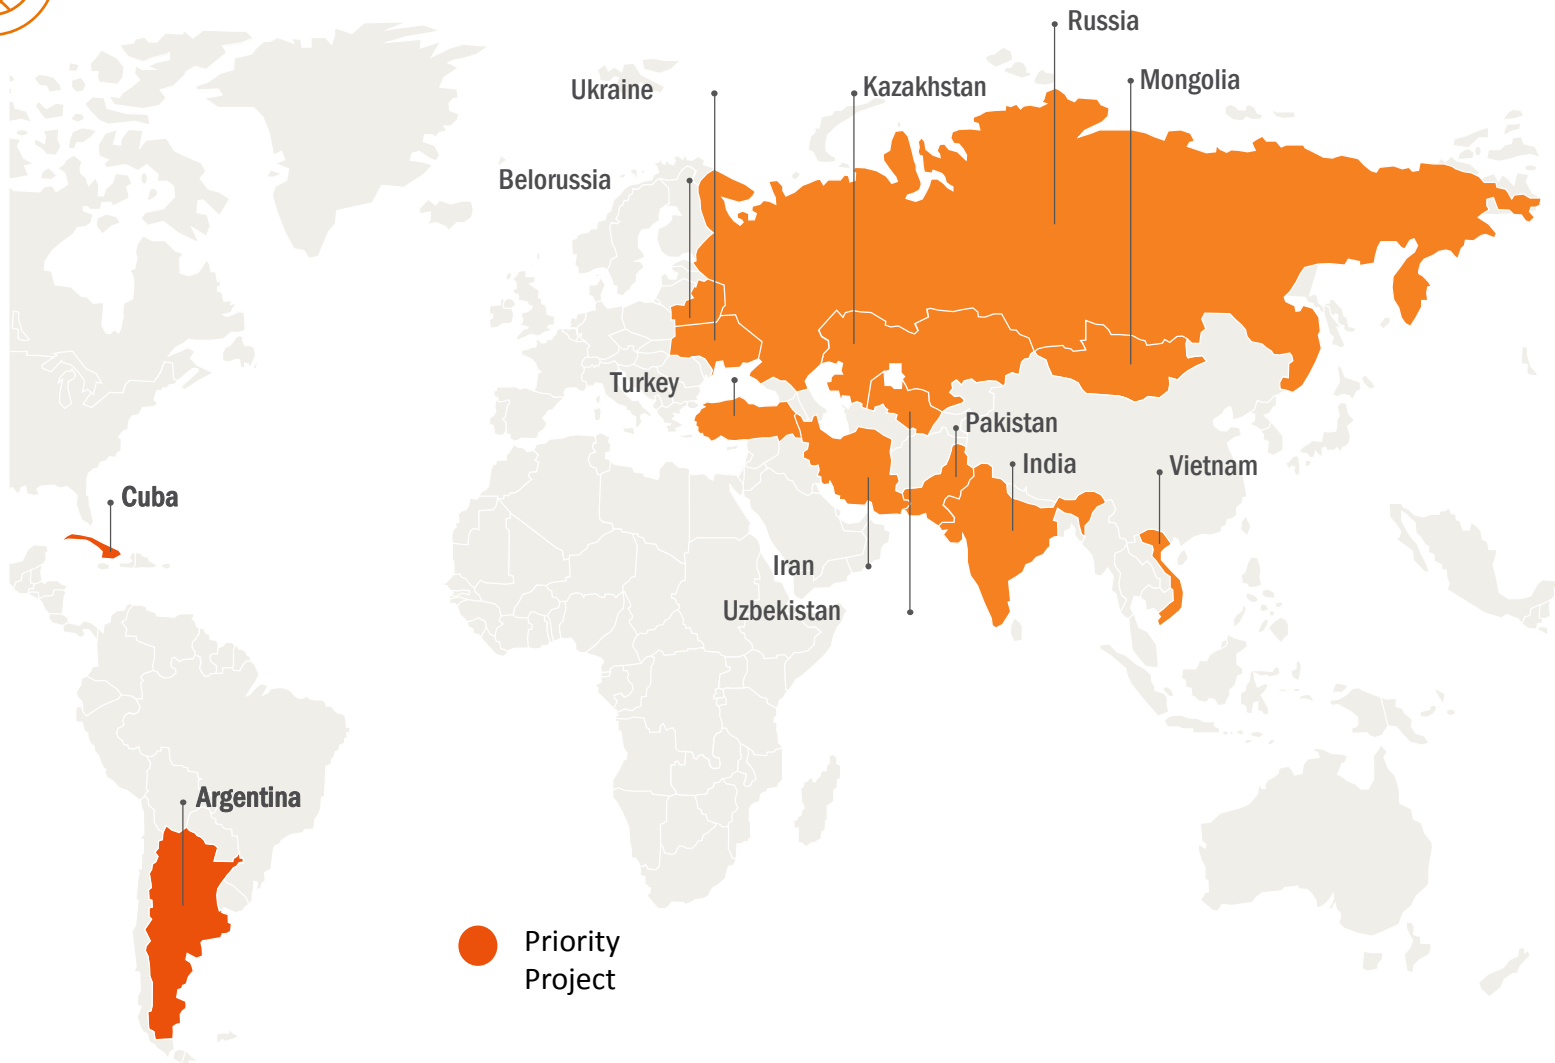 Russia
Mongolia
Ukraine
Kazakhstan
Belorussia
Turkey
Pakistan
India
Vietnam
Cuba
Iran
Uzbekistan
Argentina
Priority
Project